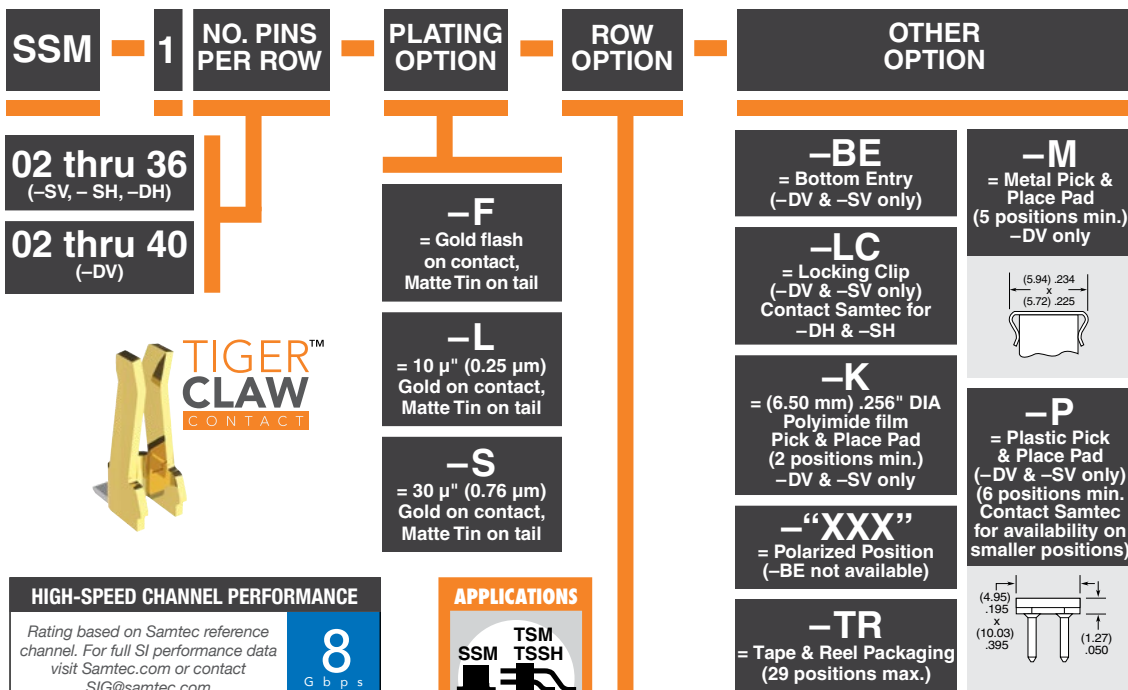 SSM
1
NO. PINS
PER ROW
PLATING
OPTION
ROW
OPTION
OTHER
OPTION
02 thru 36
(–SV, – SH, –DH)
02 thru 40
(–DV)
TIGER™
CLAW
CONTACT
–F
= Gold flash
on contact,
Matte Tin on tail
–L
= 10 µ" (0.25 µm)
Gold on contact,
Matte Tin on tail
–S
= 30 µ" (0.76 µm)
Gold on contact,
Matte Tin on tail
–BE
= Bottom Entry
(–DV & –SV only)
–LC
= Locking Clip
(–DV & –SV only)
Contact Samtec for
–DH & –SH
–K
= (6.50 mm) .256" DIA
Polyimide film
Pick & Place Pad
(2 positions min.)
–DV & –SV only
–“XXX”
= Polarized Position
(–BE not available)
–TR
= Tape & Reel Packaging
(29 positions max.)
–M
= Metal Pick &
Place Pad
(5 positions min.)
–DV only
(5.94) .234
x
(5.72) .225
–P
= Plastic Pick
& Place Pad
(–DV & –SV only)
(6 positions min.
Contact Samtec
for availability on
smaller positions)
(4.95)
.195
x
(10.03)
.395
(1.27)
.050
HIGH-SPEED CHANNEL PERFORMANCE
Rating based on Samtec reference
channel. For full SI performance data
visit Samtec.com or contact
SIG@samtec.com
8
Gbps
APPLICATIONS
SSM
TSM
TSSH